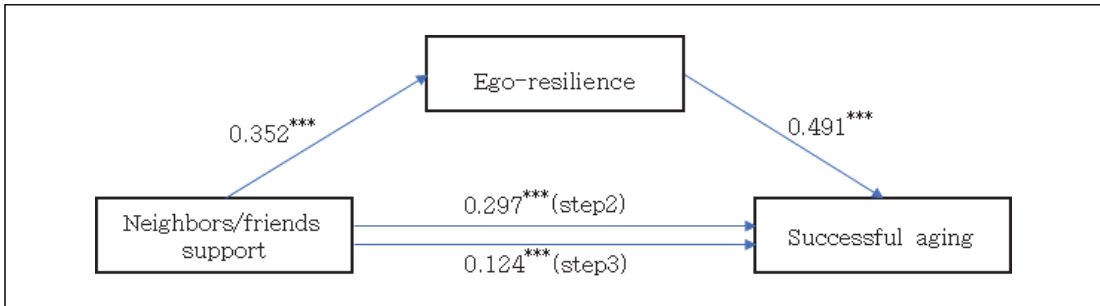 Ego-resilience
0.352***
0.491***
Neighbors/friends
support
0.297***(step2)
0.124***(step3)
Successful aging